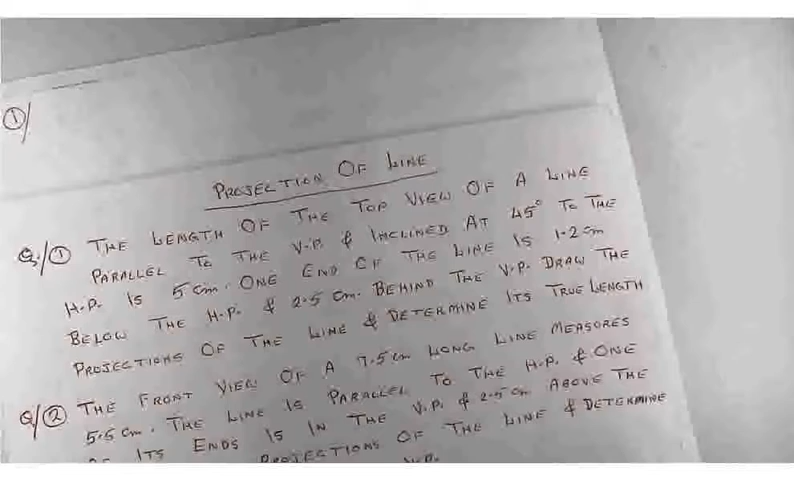 ①/
PROJECTION OF LINE
Q/① THE LENGTH OF THE TOP VIEW OF A LINE
PARALLEL TO THE V.P. & INCLINED AT 45° TO THE
H.P. IS 5 cm. ONE END OF THE LINE IS 1.2 cm
BELOW THE H.P. & 2.5 cm. BEHIND THE V.P. DRAW THE
PROJECTIONS OF THE LINE & DETERMINE ITS TRUE LENGTH
Q/② THE FRONT VIEW OF A 7.5 cm LONG LINE MEASURES
5.5 cm. THE LINE IS PARALLEL TO THE H.P. & ONE
ITS ENDS IS IN THE V.P. & 2.5 cm ABOVE THE
PROJECTIONS OF THE LINE & DETERMINE
V.P.